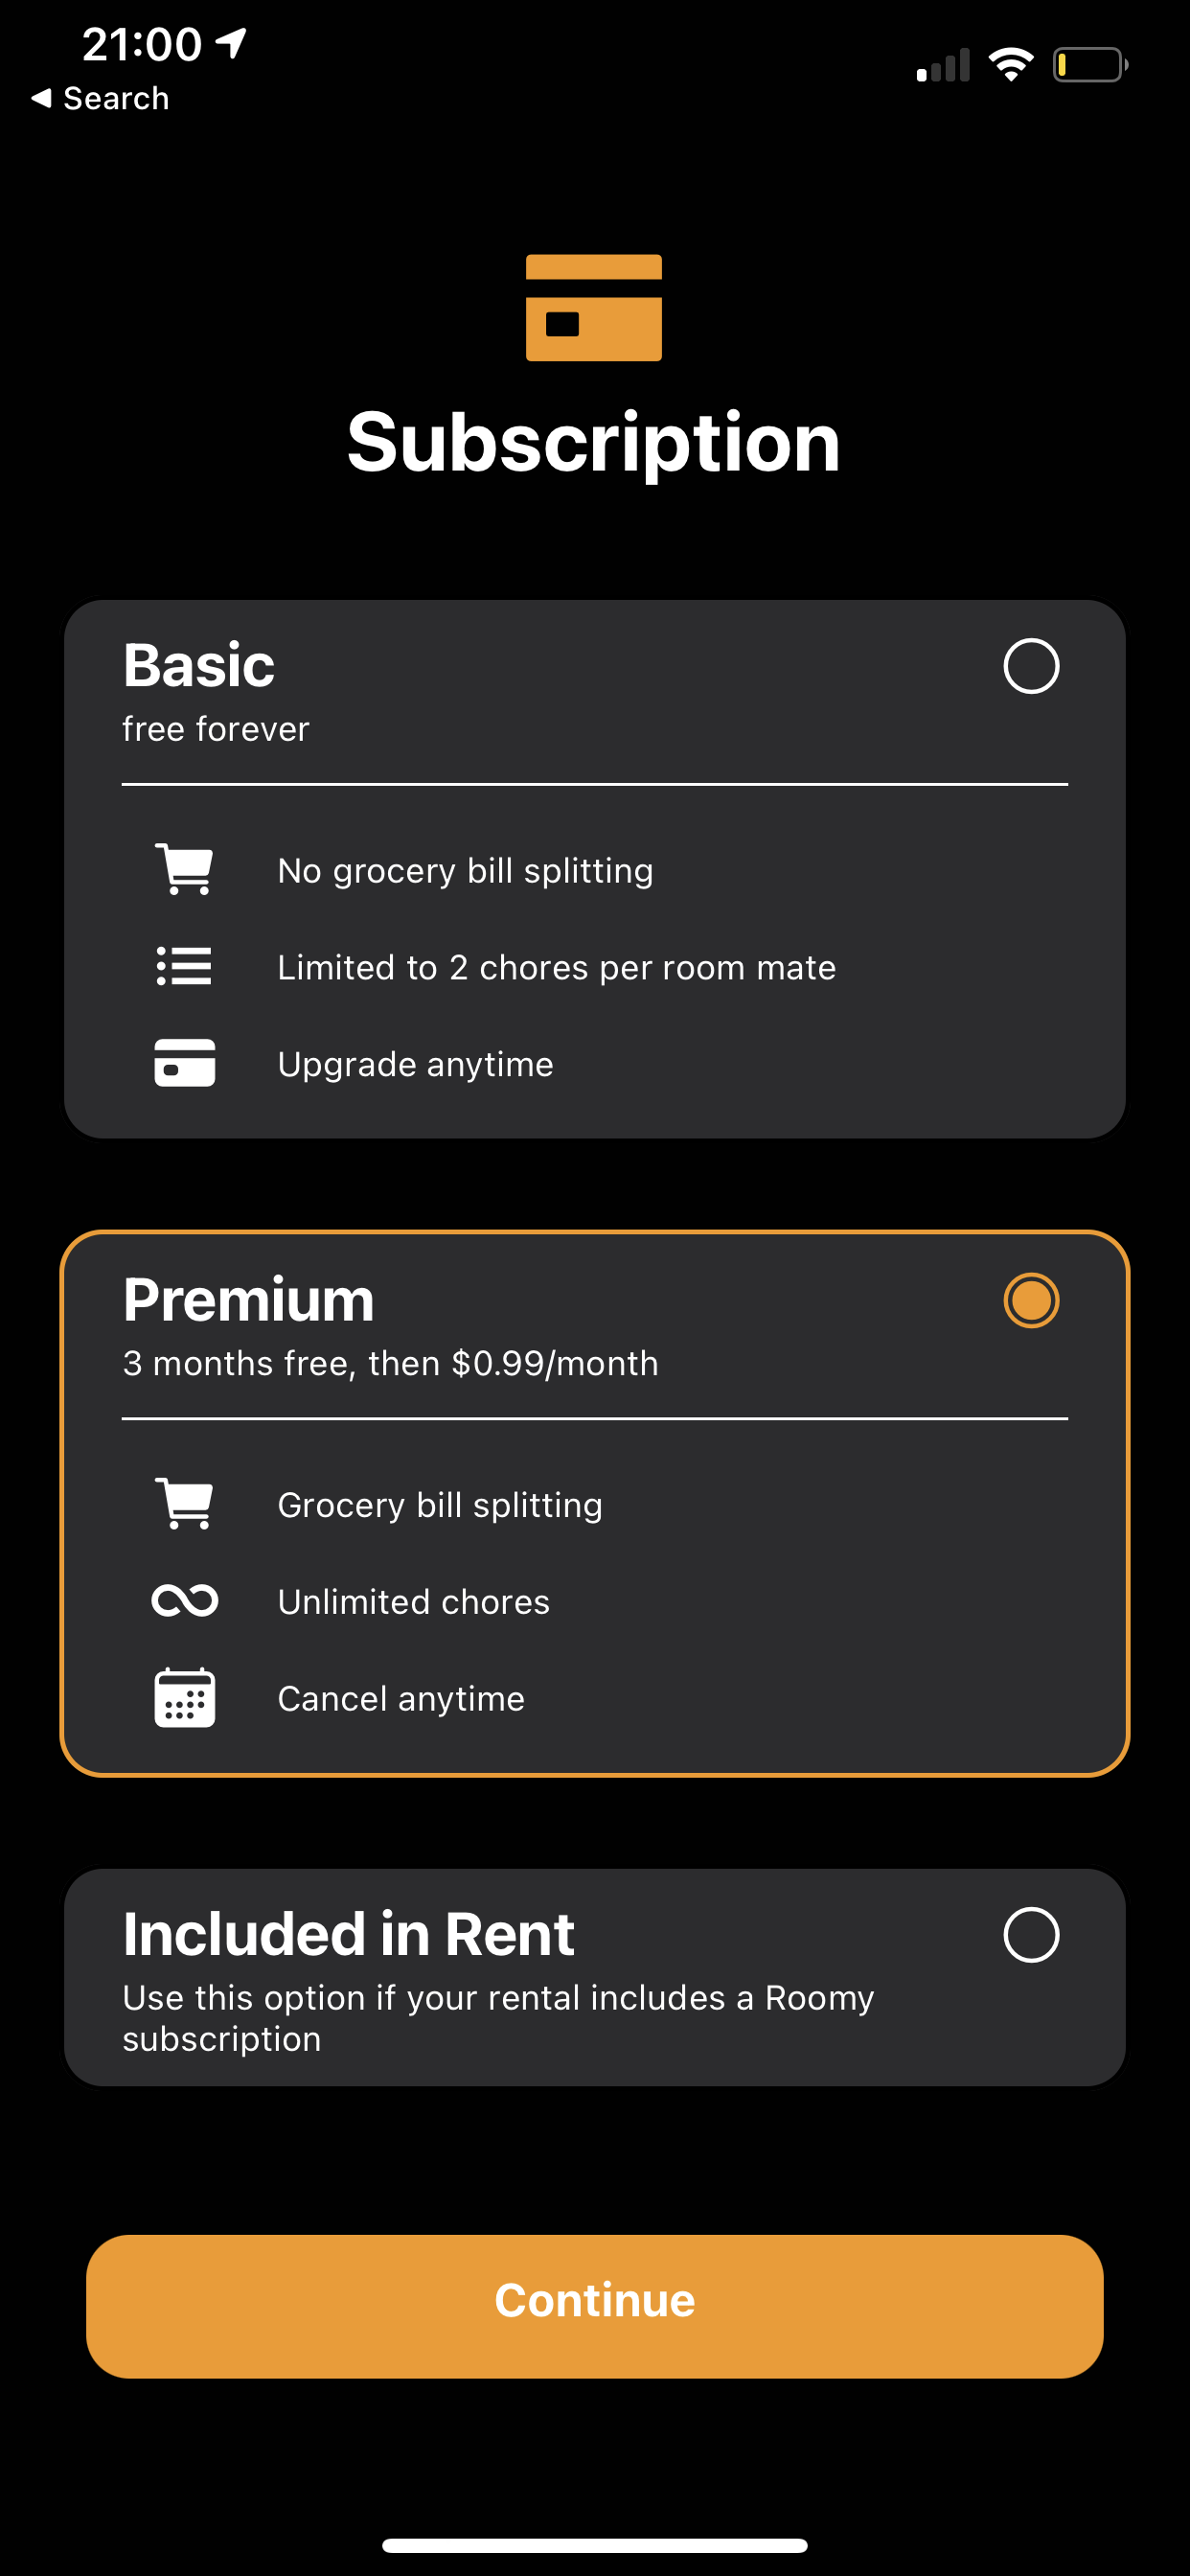 21:00
Search
Subscription
Basic
free forever
No grocery bill splitting
Limited to 2 chores per room mate
Upgrade anytime
Premium
3 months free, then $0.99/month
Grocery bill splitting
Unlimited chores
Cancel anytime
Included in Rent
Use this option if your rental includes a Roomy
subscription
Continue